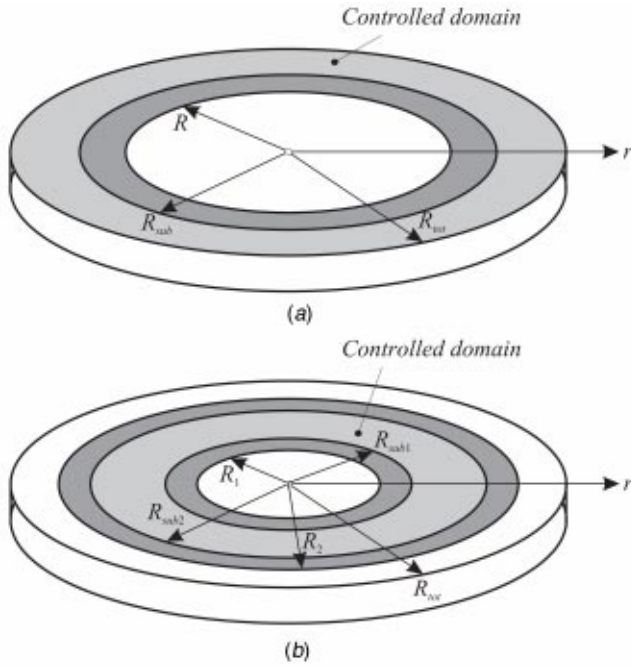 Controlled domain
R
r
R_sub
R_tot
(a)
Controlled domain
R_sub1
R_1
r
R_sub2
R_2
R_tot
(b)